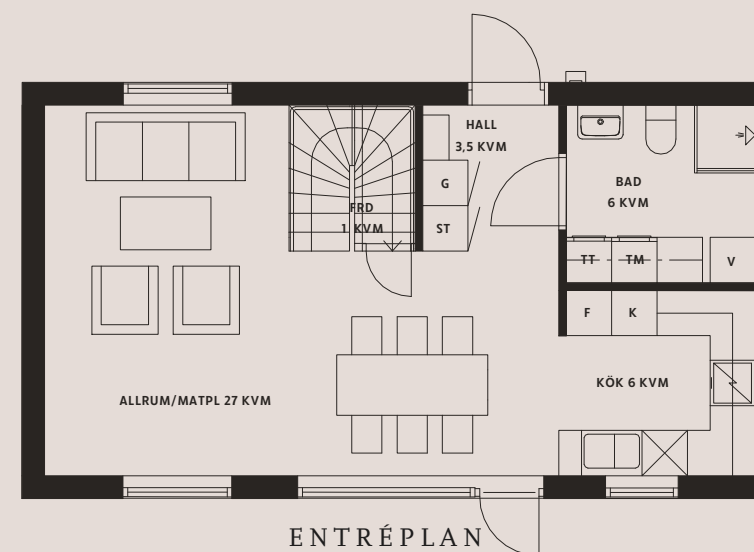 HALL
3,5 KVM
G
FRD
1 KVM
ST
BAD
6 KVM
TT
TM
V
F
K
KÖK 6 KVM
ALLRUM/MATPL 27 KVM
ENTRÉPLAN